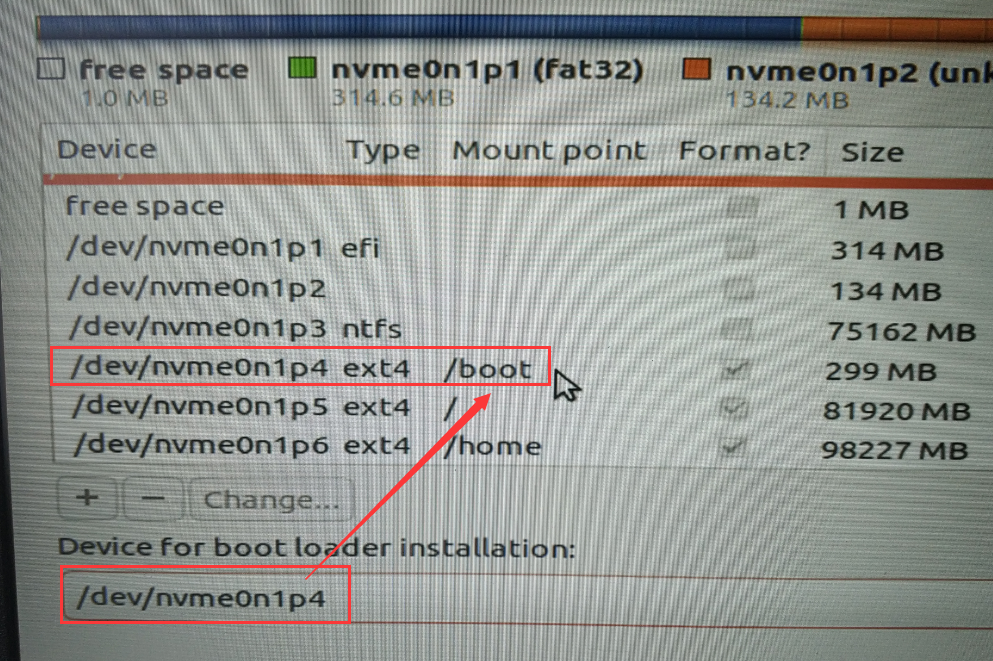 free space nvme0n1p1 (fat32) nvme0n1p2 (unk
1.0 MB 314.6 MB 134.2 MB
Device Type Mount point Format? Size
free space 1 MB
/dev/nvme0n1p1 efi 314 MB
/dev/nvme0n1p2 134 MB
/dev/nvme0n1p3 ntfs 75162 MB
/dev/nvme0n1p4 ext4 /boot 299 MB
/dev/nvme0n1p5 ext4 / 81920 MB
/dev/nvme0n1p6 ext4 /home 98227 MB
+ − Change...
Device for boot loader installation:
/dev/nvme0n1p4